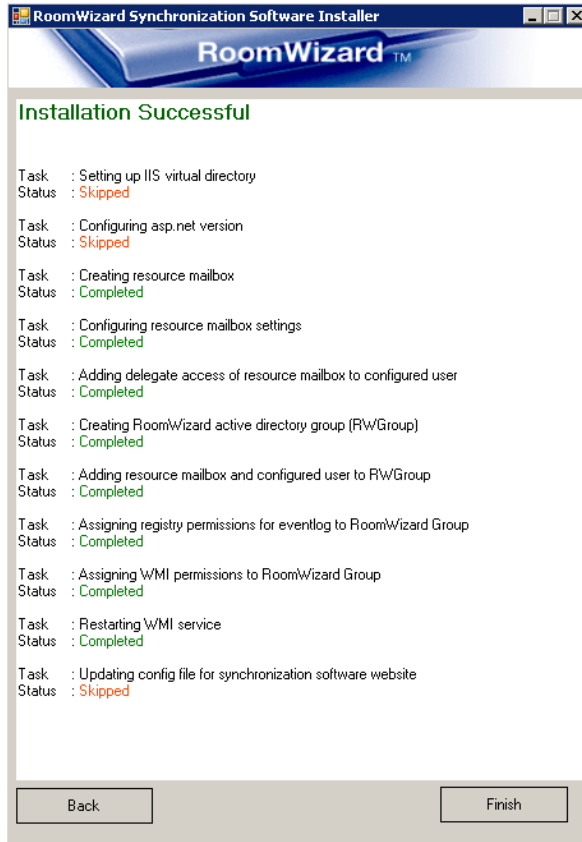 RoomWizard Synchronization Software Installer
RoomWizard TM
Installation Successful
Task : Setting up IIS virtual directory
Status : Skipped
Task : Configuring asp.net version
Status : Skipped
Task : Creating resource mailbox
Status : Completed
Task : Configuring resource mailbox settings
Status : Completed
Task : Adding delegate access of resource mailbox to configured user
Status : Completed
Task : Creating RoomWizard active directory group (RWGroup)
Status : Completed
Task : Adding resource mailbox and configured user to RWGroup
Status : Completed
Task : Assigning registry permissions for eventlog to RoomWizard Group
Status : Completed
Task : Assigning WMI permissions to RoomWizard Group
Status : Completed
Task : Restarting WMI service
Status : Completed
Task : Updating config file for synchronization software website
Status : Skipped
Back Finish